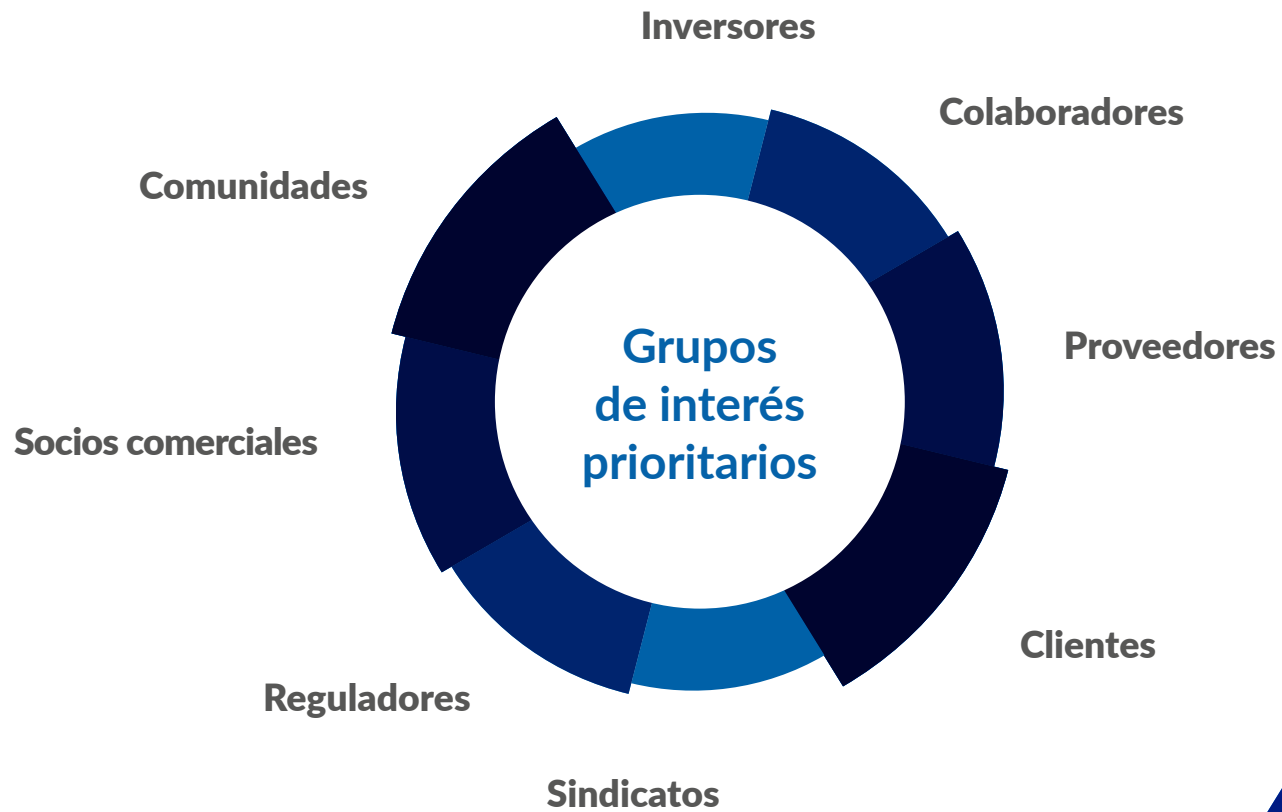 Inversores
Colaboradores
Comunidades
Proveedores
Grupos
de interés
prioritarios
Socios comerciales
Clientes
Reguladores
Sindicatos